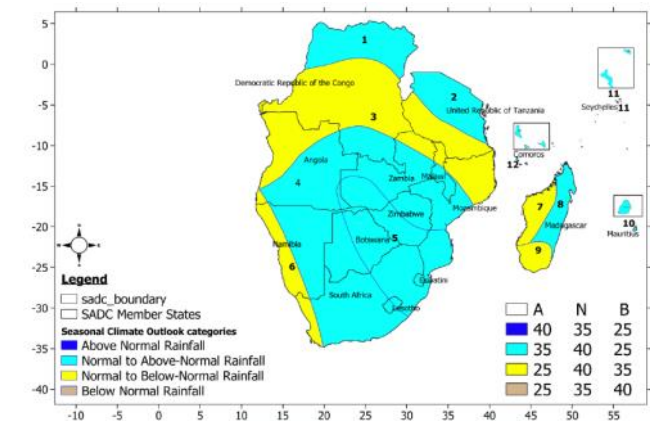 5
0
-5
-10
-15
-20
-25
-30
-35
-40
-10 -5 0 5 10 15 20 25 30 35 40 45 50 55
1
Democratic Republic of the Congo
2
United Republic of Tanzania
3
11
Seychelles 11
Comoros
12
Angola
4
Zambia
Malawi
Mozambique
Zimbabwe
7
8
Madagascar
9
10
Mauritius
Namibia
Botswana
5
6
Eswatini
South Africa
Lesotho
Legend
sadc_boundary
SADC Member States
Seasonal Climate Outlook categories
Above Normal Rainfall
Normal to Above-Normal Rainfall
Normal to Below-Normal Rainfall
Below Normal Rainfall
A N B
40 35 25
35 40 25
25 40 35
25 35 40